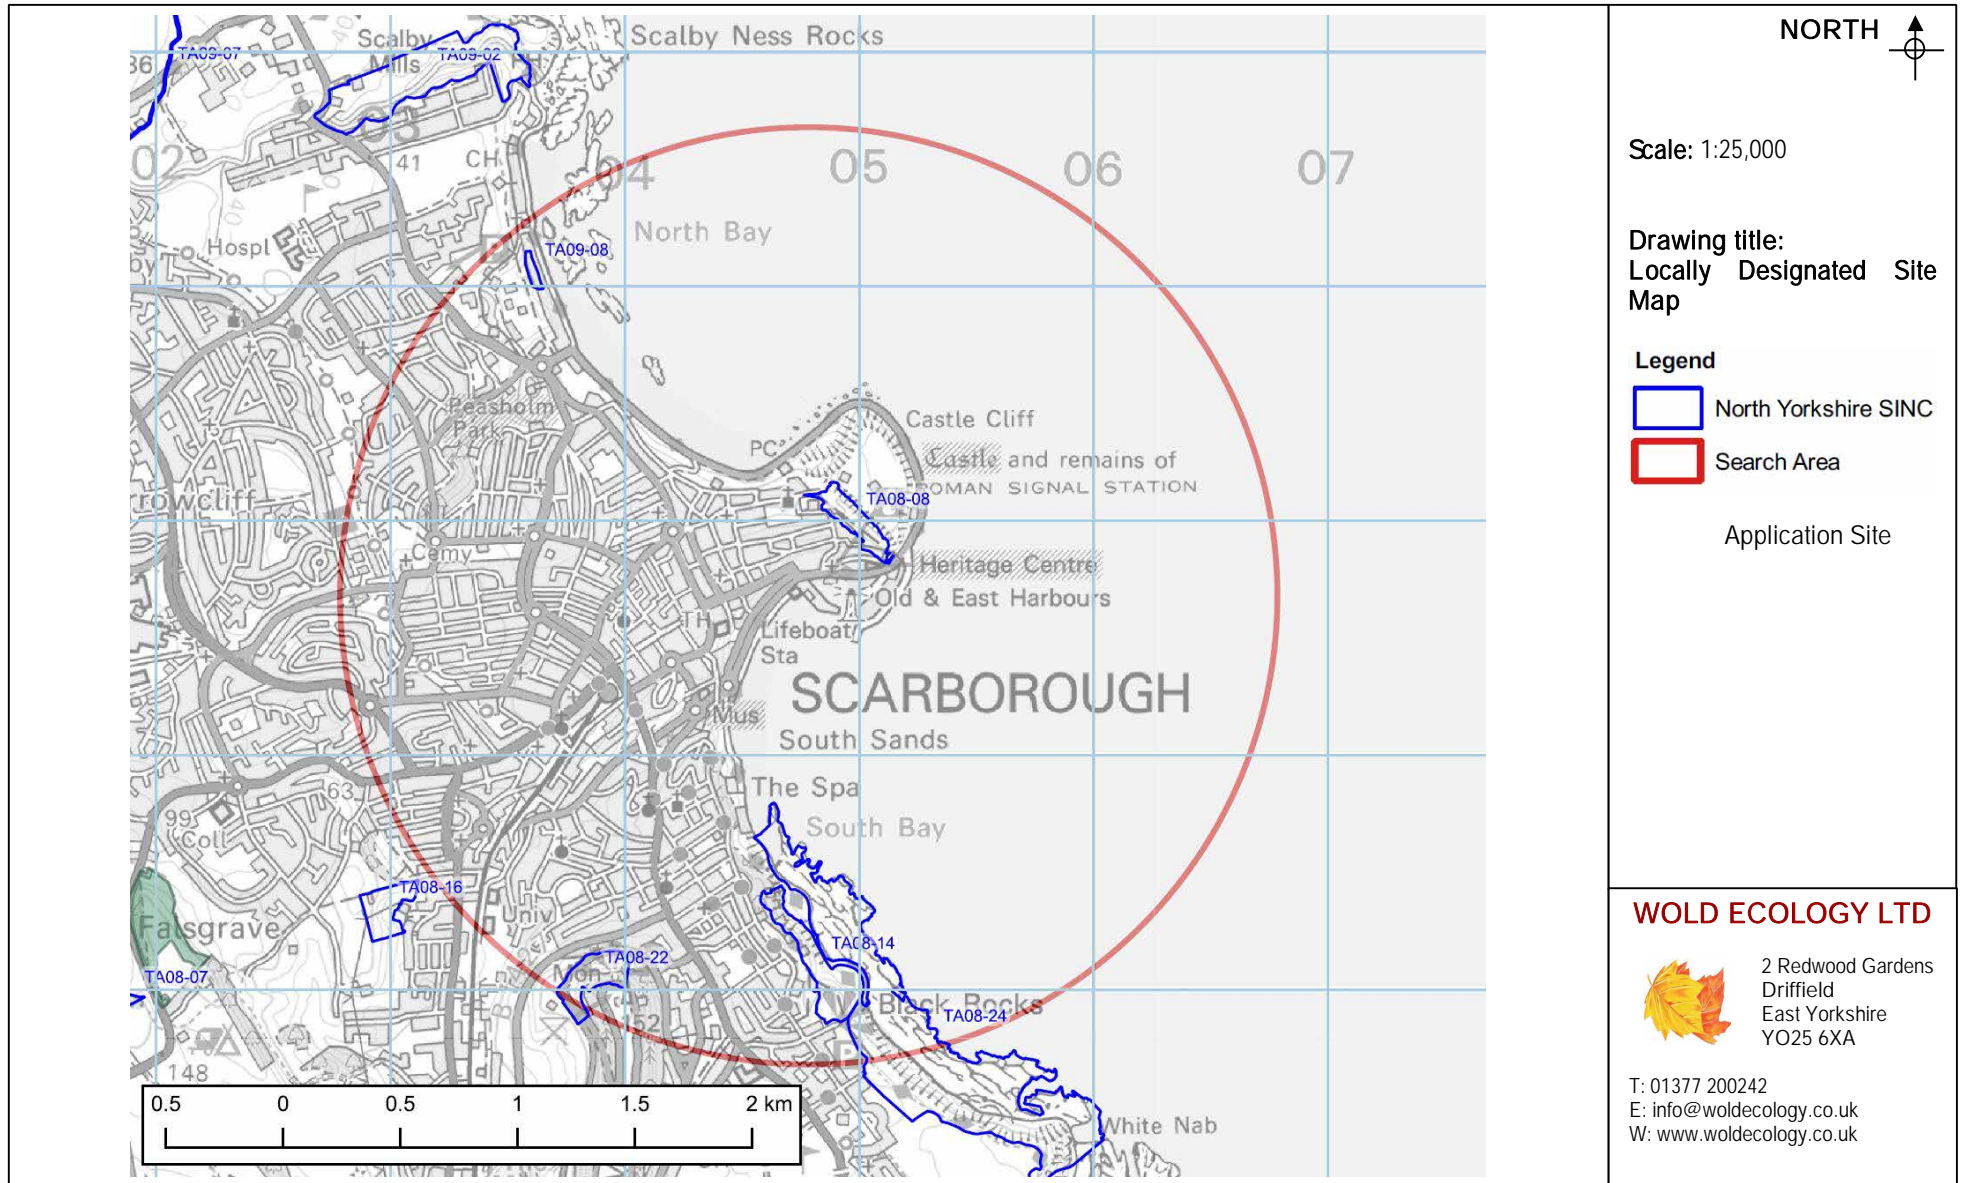 Scalby
Mills
TA09-07
TA09-02
Scalby Ness Rocks
36
PH
03
02
41
CH
04
05
06
07
North Bay
TA09-08
Hospl
by
Peasholm
Park
PC
Castle Cliff
Castle and remains of
ROMAN SIGNAL STATION
TA08-08
rrowcliff
Cemy
Heritage Centre
Old & East Harbours
TH
Lifeboat
Sta
SCARBOROUGH
Mus
South Sands
The Spa
63
South Bay
99
Coll
TA08-16
Univ
Falsgrave
TA08-14
TA08-22
Mon
TA08-07
Black Rocks
TA08-24
P
148
White Nab
0.5 0 0.5 1 1.5 2 km
NORTH
Scale: 1:25,000
Drawing title:
Locally Designated Site
Map
Legend
North Yorkshire SINC
Search Area
Application Site
WOLD ECOLOGY LTD
2 Redwood Gardens
Driffield
East Yorkshire
YO25 6XA
T: 01377 200242
E: info@woldecology.co.uk
W: www.woldecology.co.uk